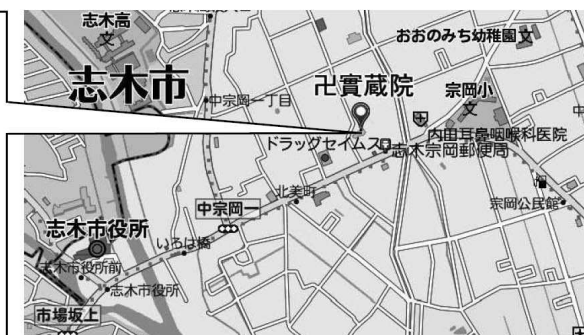 志木高
文
おおのみち幼稚園文
志木市
卍實蔵院
宗岡小
文
中宗岡一丁目
内田耳鼻咽喉科医院
ドラッグセイムス
志木宗岡郵便局
北美町
宗岡公民館
中宗岡一
志木市役所
いろは橋
志木市役所前
志木市役所
市場坂上